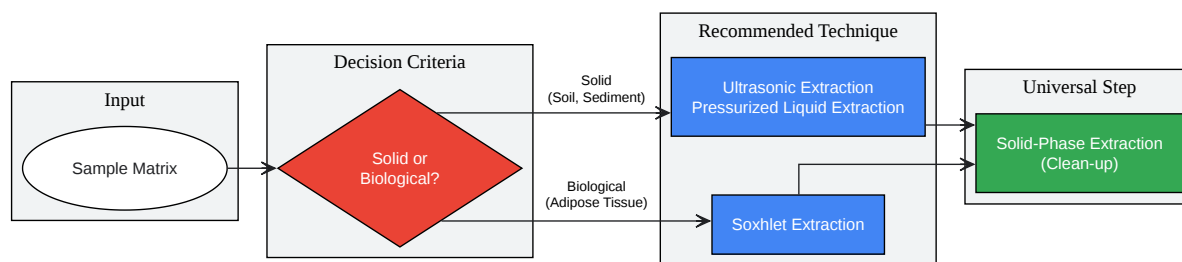 Input
Sample Matrix
Decision Criteria
Solid or
Biological?
Solid
(Soil, Sediment)
Biological
(Adipose Tissue)
Recommended Technique
Ultrasonic Extraction
Pressurized Liquid Extraction
Soxhlet Extraction
Universal Step
Solid-Phase Extraction
(Clean-up)